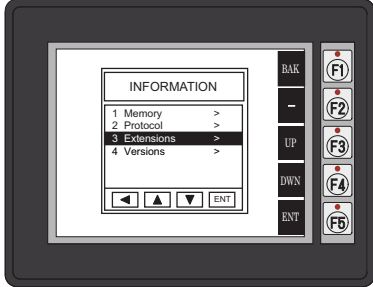 INFORMATION
1 Memory >
2 Protocol >
3 Extensions >
4 Versions >
ENT
BAK
–
UP
DWN
ENT
F1
F2
F3
F4
F5